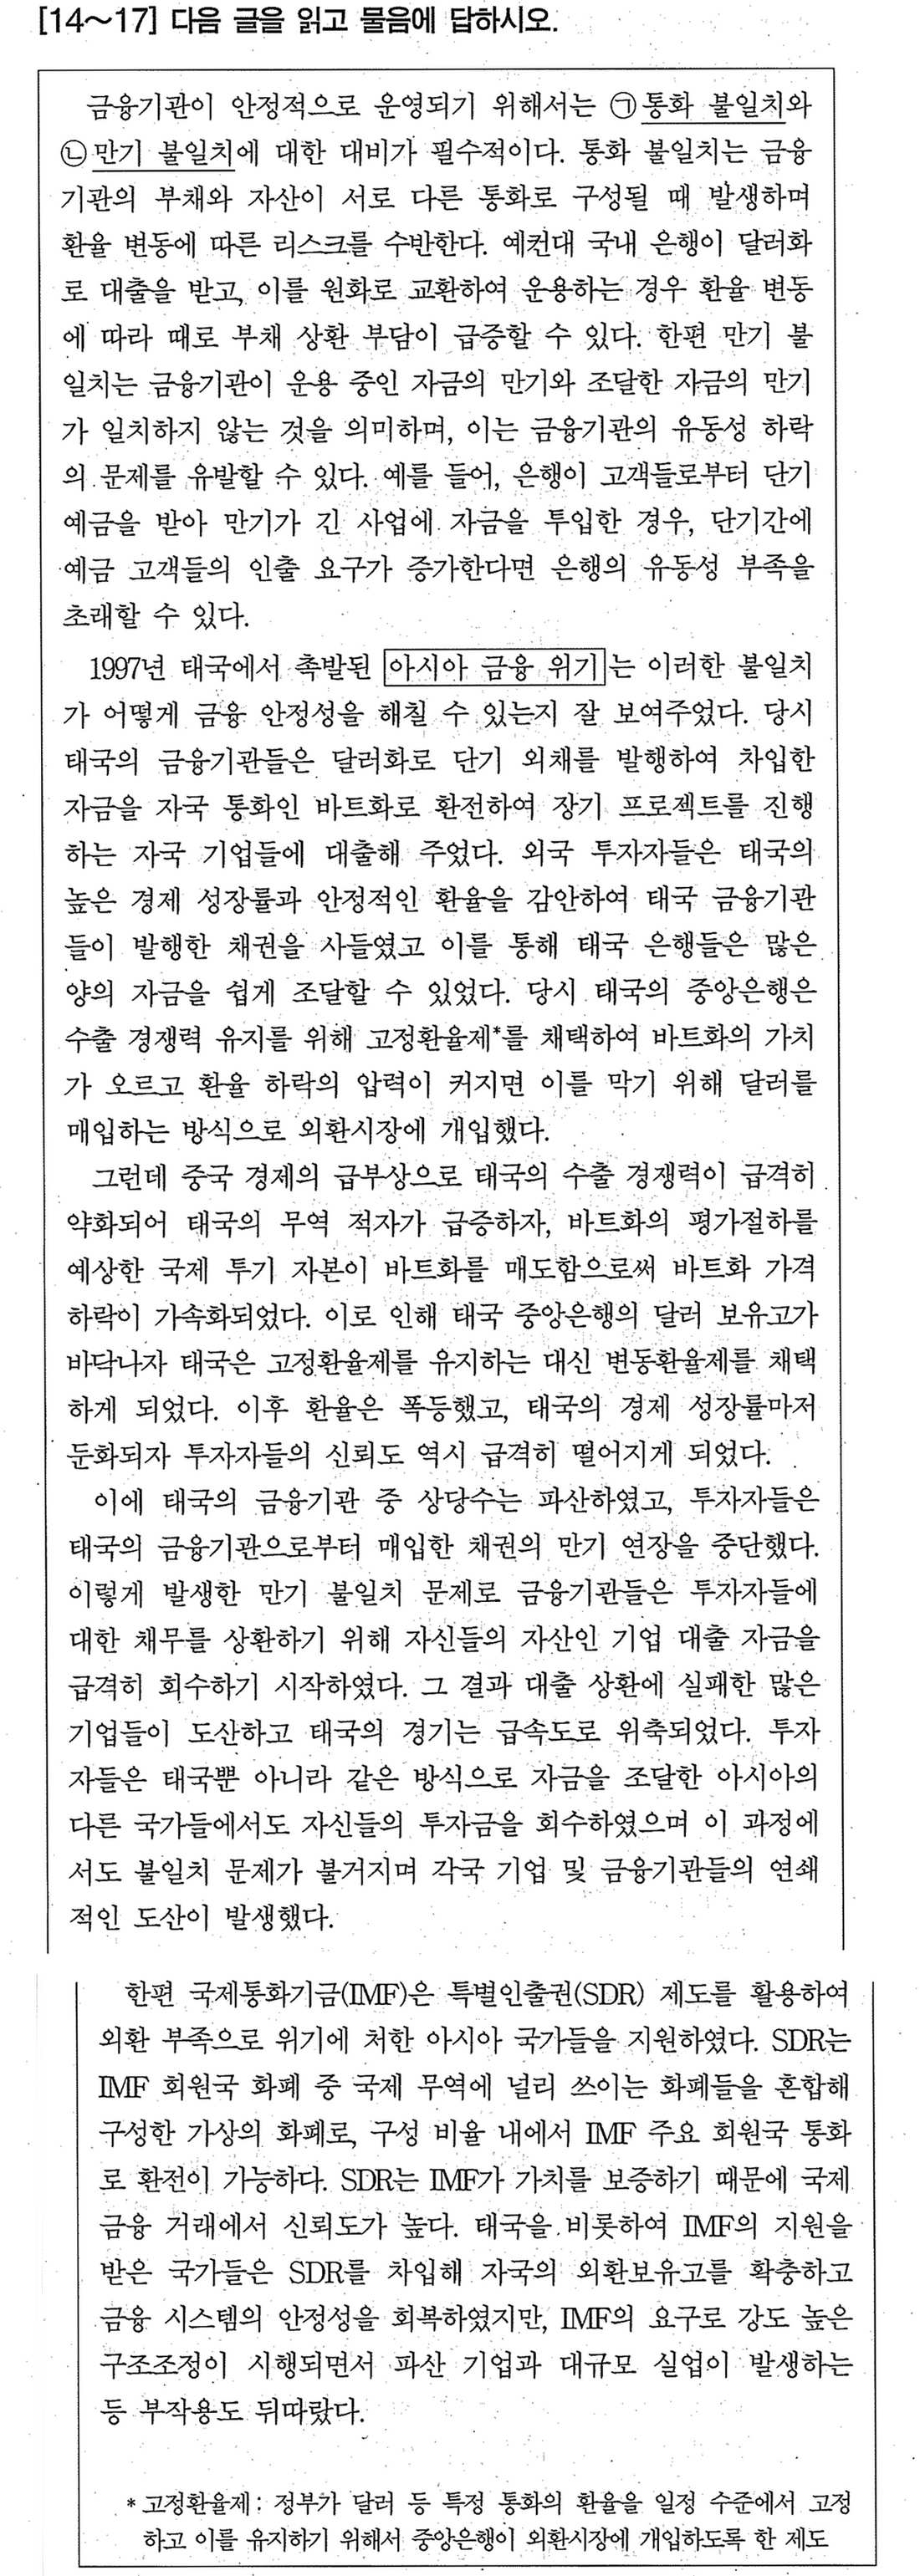 [14~17] 다음 글을 읽고 물음에 답하시오.
금융기관이 안정적으로 운영되기 위해서는 ㉠통화 불일치와
㉡만기 불일치에 대한 대비가 필수적이다. 통화 불일치는 금융
기관의 부채와 자산이 서로 다른 통화로 구성될 때 발생하며
환율 변동에 따른 리스크를 수반한다. 예컨대 국내 은행이 달러화
로 대출을 받고, 이를 원화로 교환하여 운용하는 경우 환율 변동
에 따라 때로 부채 상환 부담이 급증할 수 있다. 한편 만기 불
일치는 금융기관이 운용 중인 자금의 만기와 조달한 자금의 만기
가 일치하지 않는 것을 의미하며, 이는 금융기관의 유동성 하락
의 문제를 유발할 수 있다. 예를 들어, 은행이 고객들로부터 단기
예금을 받아 만기가 긴 사업에 자금을 투입한 경우, 단기간에
예금 고객들의 인출 요구가 증가한다면 은행의 유동성 부족을
초래할 수 있다.
1997년 태국에서 촉발된 아시아 금융 위기는 이러한 불일치
가 어떻게 금융 안정성을 해칠 수 있는지 잘 보여주었다. 당시
태국의 금융기관들은 달러화로 단기 외채를 발행하여 차입한
자금을 자국 통화인 바트화로 환전하여 장기 프로젝트를 진행
하는 자국 기업들에 대출해 주었다. 외국 투자자들은 태국의
높은 경제 성장률과 안정적인 환율을 감안하여 태국 금융기관
들이 발행한 채권을 사들였고 이를 통해 태국 은행들은 많은
양의 자금을 쉽게 조달할 수 있었다. 당시 태국의 중앙은행은
수출 경쟁력 유지를 위해 고정환율제*를 채택하여 바트화의 가치
가 오르고 환율 하락의 압력이 커지면 이를 막기 위해 달러를
매입하는 방식으로 외환시장에 개입했다.
그런데 중국 경제의 급부상으로 태국의 수출 경쟁력이 급격히
약화되어 태국의 무역 적자가 급증하자, 바트화의 평가절하를
예상한 국제 투기 자본이 바트화를 매도함으로써 바트화 가격
하락이 가속화되었다. 이로 인해 태국 중앙은행의 달러 보유고가
바닥나자 태국은 고정환율제를 유지하는 대신 변동환율제를 채택
하게 되었다. 이후 환율은 폭등했고, 태국의 경제 성장률마저
둔화되자 투자자들의 신뢰도 역시 급격히 떨어지게 되었다.
이에 태국의 금융기관 중 상당수는 파산하였고, 투자자들은
태국의 금융기관으로부터 매입한 채권의 만기 연장을 중단했다.
이렇게 발생한 만기 불일치 문제로 금융기관들은 투자자들에
대한 채무를 상환하기 위해 자신들의 자산인 기업 대출 자금을
급격히 회수하기 시작하였다. 그 결과 대출 상환에 실패한 많은
기업들이 도산하고 태국의 경기는 급속도로 위축되었다. 투자
자들은 태국뿐 아니라 같은 방식으로 자금을 조달한 아시아의
다른 국가들에서도 자신들의 투자금을 회수하였으며 이 과정에
서도 불일치 문제가 불거지며 각국 기업 및 금융기관들의 연쇄
적인 도산이 발생했다.
한편 국제통화기금(IMF)은 특별인출권(SDR) 제도를 활용하여
외환 부족으로 위기에 처한 아시아 국가들을 지원하였다. SDR는
IMF 회원국 화폐 중 국제 무역에 널리 쓰이는 화폐들을 혼합해
구성한 가상의 화폐로, 구성 비율 내에서 IMF 주요 회원국 통화
로 환전이 가능하다. SDR는 IMF가 가치를 보증하기 때문에 국제
금융 거래에서 신뢰도가 높다. 태국을 비롯하여 IMF의 지원을
받은 국가들은 SDR를 차입해 자국의 외환보유고를 확충하고
금융 시스템의 안정성을 회복하였지만, IMF의 요구로 강도 높은
구조조정이 시행되면서 파산 기업과 대규모 실업이 발생하는
등 부작용도 뒤따랐다.
* 고정환율제: 정부가 달러 등 특정 통화의 환율을 일정 수준에서 고정
하고 이를 유지하기 위해서 중앙은행이 외환시장에 개입하도록 한 제도